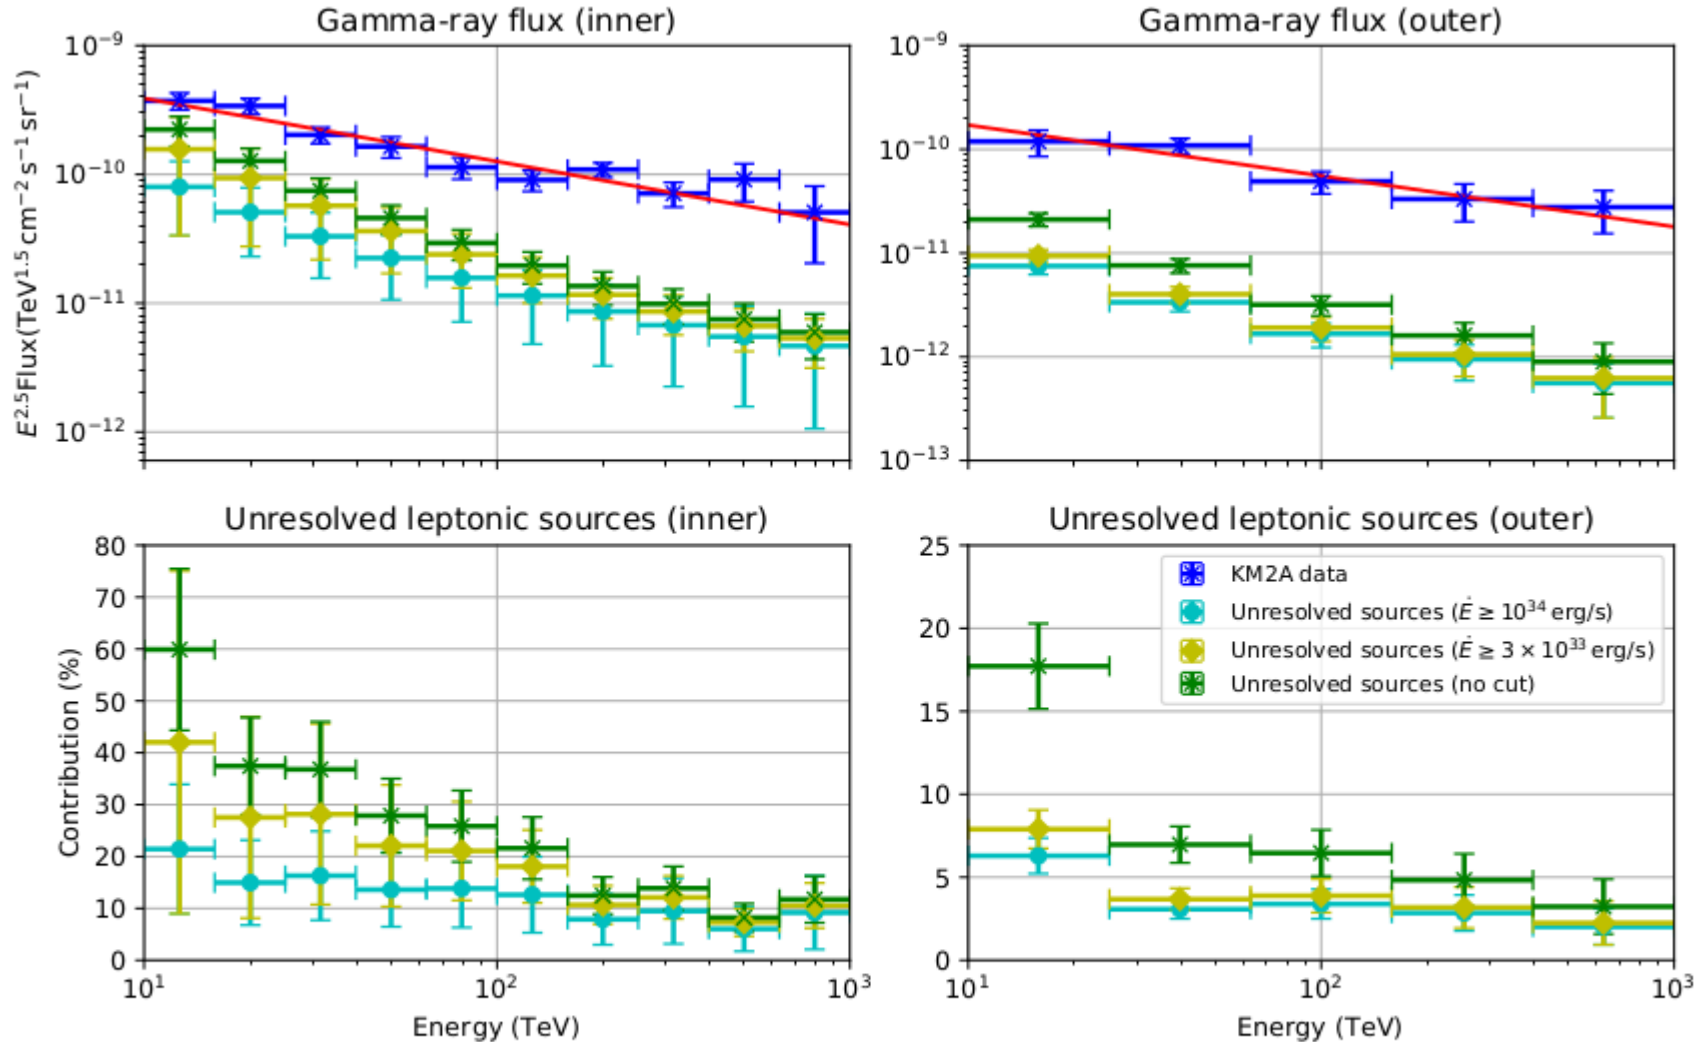 Gamma-ray flux (inner)
Gamma-ray flux (outer)
10⁻⁹
10⁻¹⁰
10⁻¹¹
10⁻¹²
E²·⁵Flux(TeV¹·⁵ cm⁻² s⁻¹ sr⁻¹)
10⁻⁹
10⁻¹⁰
10⁻¹¹
10⁻¹²
10⁻¹³
Unresolved leptonic sources (inner)
Unresolved leptonic sources (outer)
80
70
60
50
40
30
20
10
0
Contribution (%)
10¹
10²
10³
Energy (TeV)
25
20
15
10
5
0
KM2A data
Unresolved sources (Ė ≥ 10³⁴ erg/s)
Unresolved sources (Ė ≥ 3 × 10³³ erg/s)
Unresolved sources (no cut)
10¹
10²
10³
Energy (TeV)